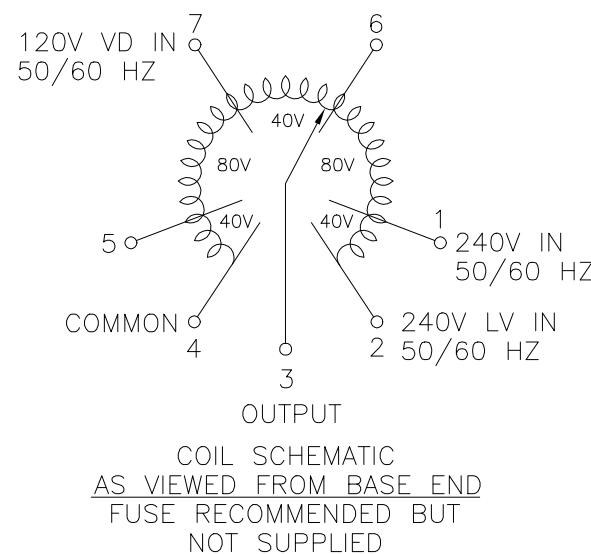 7
6
120V VD IN
50/60 HZ
40V
80V
80V
40V
40V
1
5
240V IN
50/60 HZ
COMMON
4
2
240V LV IN
50/60 HZ
3
OUTPUT
COIL SCHEMATIC
AS VIEWED FROM BASE END
FUSE RECOMMENDED BUT
NOT SUPPLIED